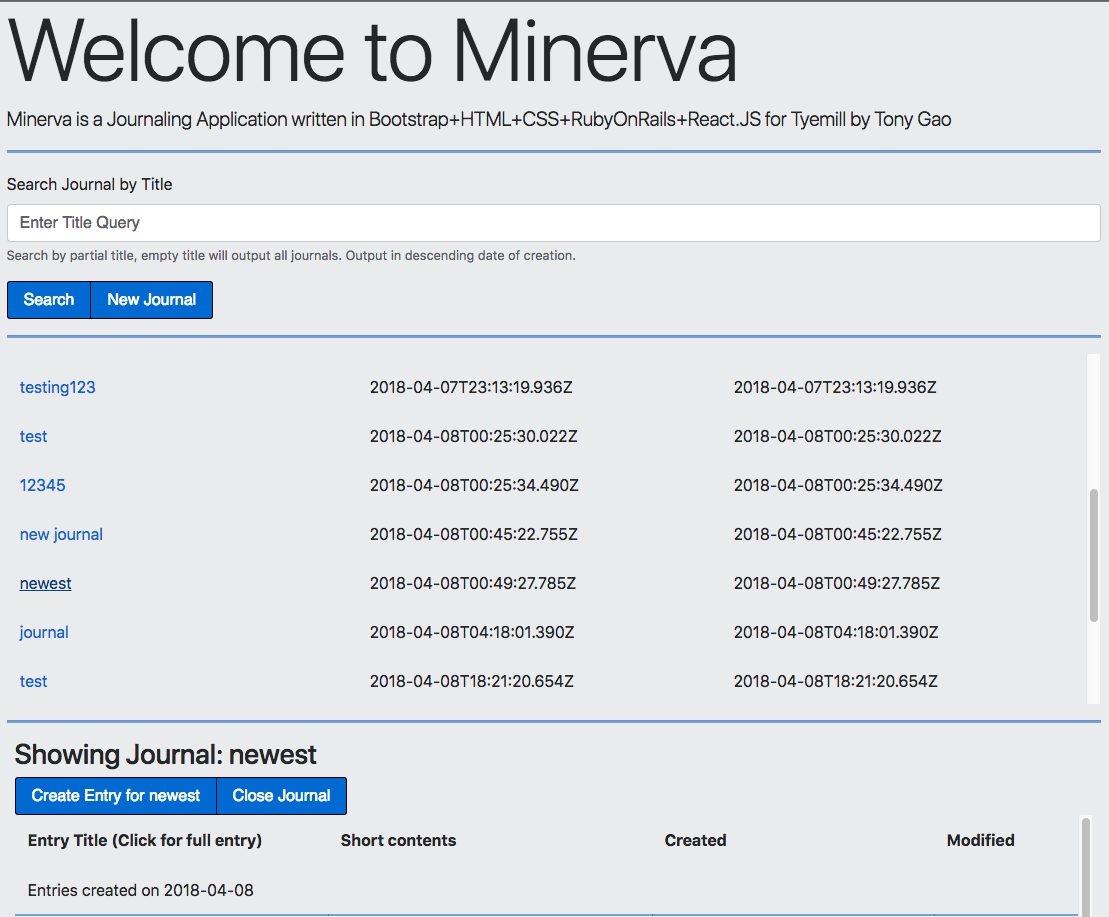 Welcome to Minerva
Minerva is a Journaling Application written in Bootstrap+HTML+CSS+RubyOnRails+React.JS for Tyemill by Tony Gao
Search Journal by Title
Enter Title Query
Search by partial title, empty title will output all journals. Output in descending date of creation.
Search New Journal
testing123 2018-04-07T23:13:19.936Z 2018-04-07T23:13:19.936Z
test 2018-04-08T00:25:30.022Z 2018-04-08T00:25:30.022Z
12345 2018-04-08T00:25:34.490Z 2018-04-08T00:25:34.490Z
new journal 2018-04-08T00:45:22.755Z 2018-04-08T00:45:22.755Z
newest 2018-04-08T00:49:27.785Z 2018-04-08T00:49:27.785Z
journal 2018-04-08T04:18:01.390Z 2018-04-08T04:18:01.390Z
test 2018-04-08T18:21:20.654Z 2018-04-08T18:21:20.654Z
Showing Journal: newest
Create Entry for newest Close Journal
Entry Title (Click for full entry) Short contents Created Modified
Entries created on 2018-04-08